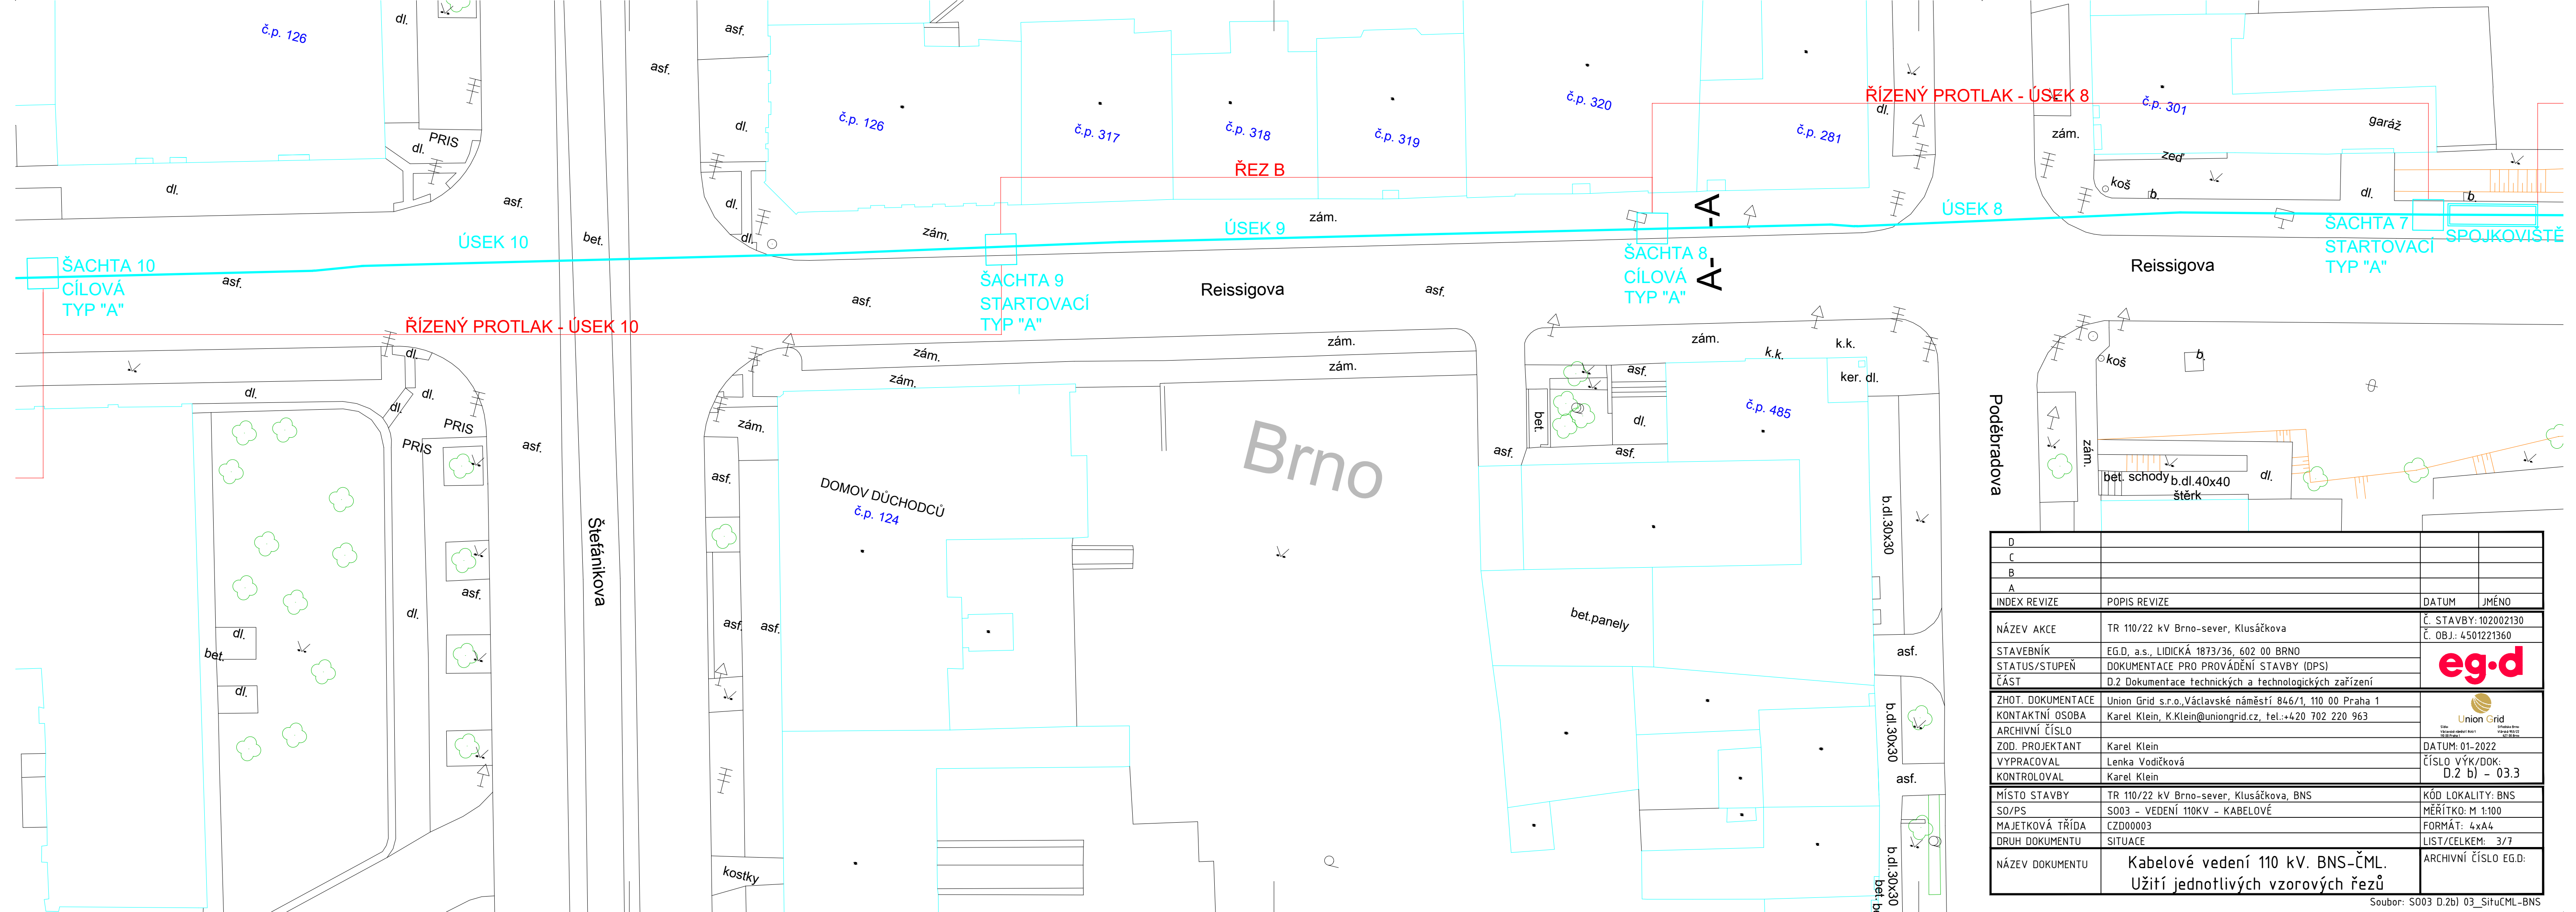 č.p. 126
dl.
asf.
asf.
č.p. 126
č.p. 317
č.p. 318
č.p. 319
č.p. 320
č.p. 281
ŘÍZENÝ PROTLAK - ÚSEK 8
dl.
č.p. 301
garáž
zám.
zeď
PRIS
dl.
dl.
dl.
ŘEZ B
koš
b.
dl.
b.
dl.
asf.
zám.
A- -A
ÚSEK 8
ÚSEK 10
bet.
dl.
zám.
ÚSEK 9
ŠACHTA 7
STARTOVACÍ
TYP "A"
SPOJKOVIŠTĚ
ŠACHTA 10
CÍLOVÁ
TYP "A"
asf.
ŠACHTA 9
STARTOVACÍ
TYP "A"
ŠACHTA 8
CÍLOVÁ
TYP "A"
Reissigova
Reissigova
asf.
asf.
ŘÍZENÝ PROTLAK - ÚSEK 10
dl.
zám.
zám.
zám.
zám.
zám.
k.k.
k.k.
koš
b.
asf.
ker. dl.
dl.
dl.
dl.
PRIS
PRIS
asf.
zám.
asf.
bet.
dl.
asf.
asf.
č.p. 485
Brno
Poděbradova
zám.
bet. schody
b.dl.40x40
štěrk
dl.
DOMOV DŮCHODCŮ
č.p. 124
Štefánikova
b.dl.30x30
asf.
dl.
dl.
bet.
dl.
asf.
asf.
bet.panely
asf.
b.dl.30x30
asf.
b.dl.30x30
kostky
D
C
B
A
INDEX REVIZE POPIS REVIZE DATUM JMÉNO
NÁZEV AKCE TR 110/22 kV Brno-sever, Klusáčkova
Č. STAVBY: 102002130
Č. OBJ.: 4501221360
STAVEBNÍK EG.D, a.s., LIDICKÁ 1873/36, 602 00 BRNO
STATUS/STUPEŇ DOKUMENTACE PRO PROVÁDĚNÍ STAVBY (DPS)
ČÁST D.2 Dokumentace technických a technologických zařízení
eg·d
ZHOT. DOKUMENTACE Union Grid s.r.o.,Václavské náměstí 846/1, 110 00 Praha 1
KONTAKTNÍ OSOBA Karel Klein, K.Klein@uniongrid.cz, tel.:+420 702 220 963
ARCHIVNÍ ČÍSLO
Union Grid
ZOD. PROJEKTANT Karel Klein DATUM: 01-2022
VYPRACOVAL Lenka Vodičková ČÍSLO VÝK/DOK:
KONTROLOVAL Karel Klein D.2 b) - 03.3
MÍSTO STAVBY TR 110/22 kV Brno-sever, Klusáčkova, BNS KÓD LOKALITY: BNS
SO/PS SO03 - VEDENÍ 110KV - KABELOVÉ MĚŘÍTKO: M 1:100
MAJETKOVÁ TŘÍDA CZD00003 FORMÁT: 4xA4
DRUH DOKUMENTU SITUACE LIST/CELKEM: 3/7
NÁZEV DOKUMENTU Kabelové vedení 110 kV. BNS-ČML.
Užití jednotlivých vzorových řezů
ARCHIVNÍ ČÍSLO EG.D:
Soubor: SO03 D.2b) 03_SituCML-BNS